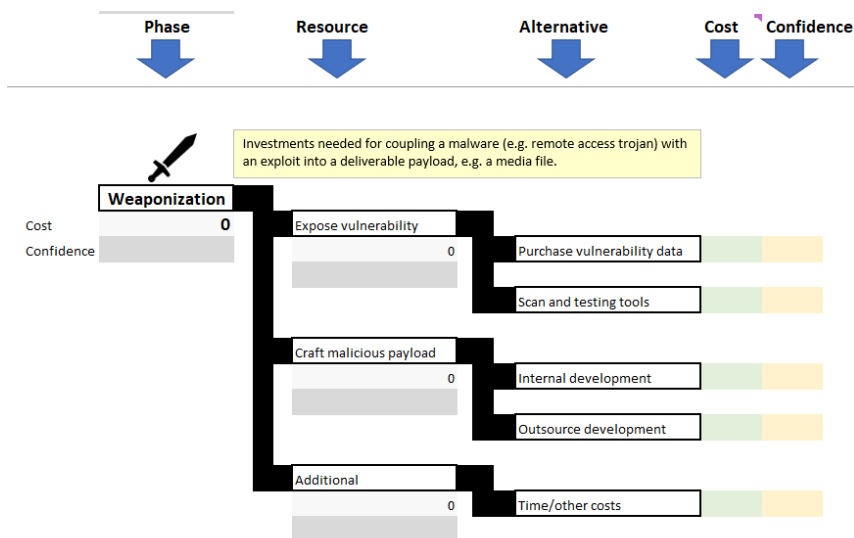 Phase Resource Alternative Cost Confidence
Investments needed for coupling a malware (e.g. remote access trojan) with
an exploit into a deliverable payload, e.g. a media file.
Weaponization
Cost 0 Expose vulnerability
Confidence 0 Purchase vulnerability data
Scan and testing tools
Craft malicious payload
0 Internal development
Outsource development
Additional
0 Time/other costs